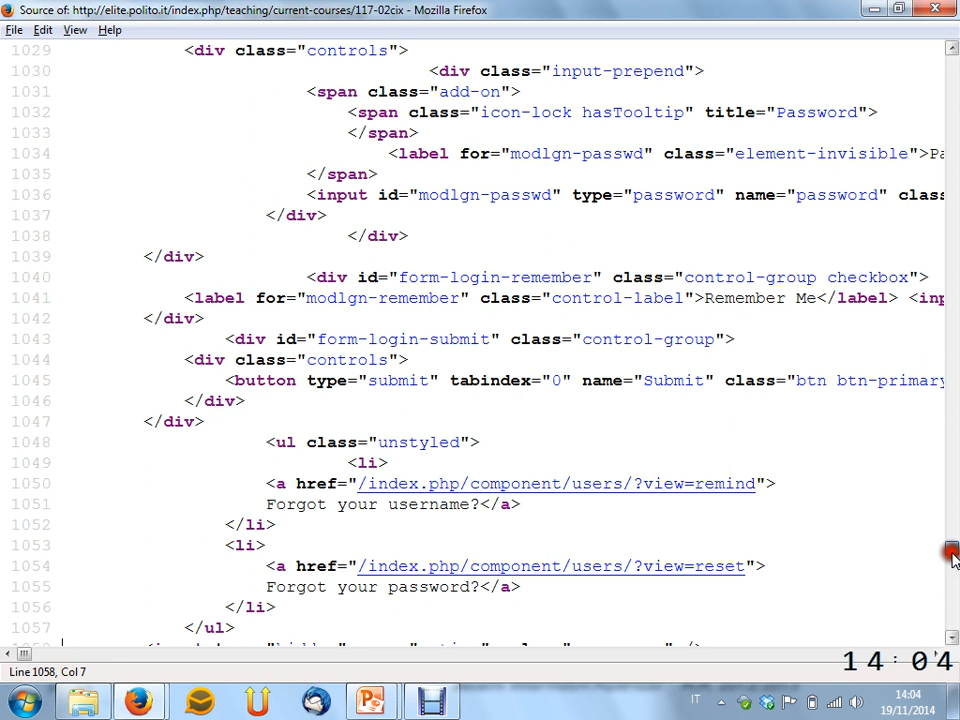 Source of: http://elite.polito.it/index.php/teaching/current-courses/117-02cix - Mozilla Firefox
File Edit View Help
1029 <div class="controls">
1030 <div class="input-prepend">
1031 <span class="add-on">
1032 <span class="icon-lock hasTooltip" title="Password">
1033 </span>
1034 <label for="modlgn-passwd" class="element-invisible">Pa
1035 </span>
1036 <input id="modlgn-passwd" type="password" name="password" clas
1037 </div>
1038 </div>
1039 </div>
1040 <div id="form-login-remember" class="control-group checkbox">
1041 <label for="modlgn-remember" class="control-label">Remember Me</label> <inp
1042 </div>
1043 <div id="form-login-submit" class="control-group">
1044 <div class="controls">
1045 <button type="submit" tabindex="0" name="Submit" class="btn btn-primary
1046 </div>
1047 </div>
1048 <ul class="unstyled">
1049 <li>
1050 <a href="/index.php/component/users/?view=remind">
1051 Forgot your username?</a>
1052 </li>
1053 <li>
1054 <a href="/index.php/component/users/?view=reset">
1055 Forgot your password?</a>
1056 </li>
1057 </ul>
14:04
Line 1058, Col 7
IT
14:04
19/11/2014